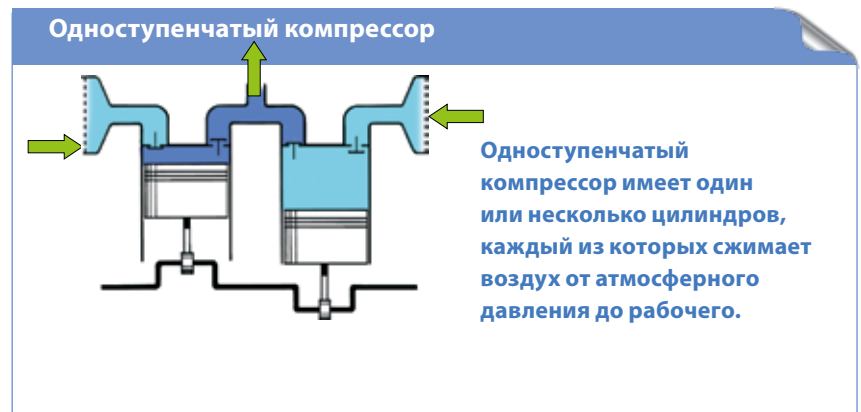 Одноступенчатый компрессор
Одноступенчатый
компрессор имеет один
или несколько цилиндров,
каждый из которых сжимает
воздух от атмосферного
давления до рабочего.